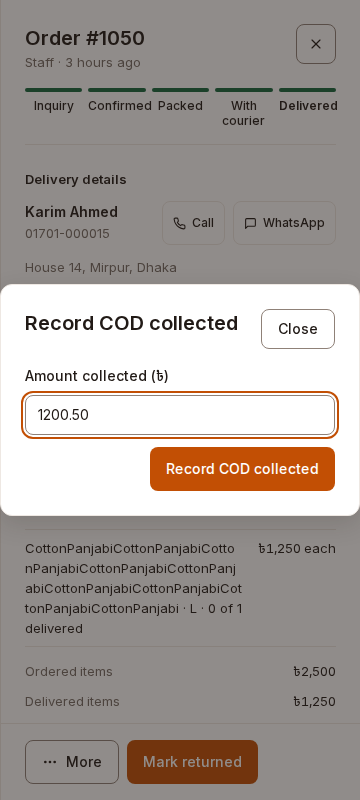 Order #1050
Staff · 3 hours ago
Inquiry Confirmed Packed With courier Delivered
Delivery details
Karim Ahmed
01701-000015
Call
WhatsApp
House 14, Mirpur, Dhaka
Record COD collected
Close
Amount collected (৳)
1200.50
Record COD collected
CottonPanjabiCottonPanjabiCotto
nPanjabiCottonPanjabiCottonPanj
abiCottonPanjabiCottonPanjabiCot
tonPanjabiCottonPanjabi · L · 0 of 1
delivered
৳1,250 each
Ordered items ৳2,500
Delivered items ৳1,250
More
Mark returned